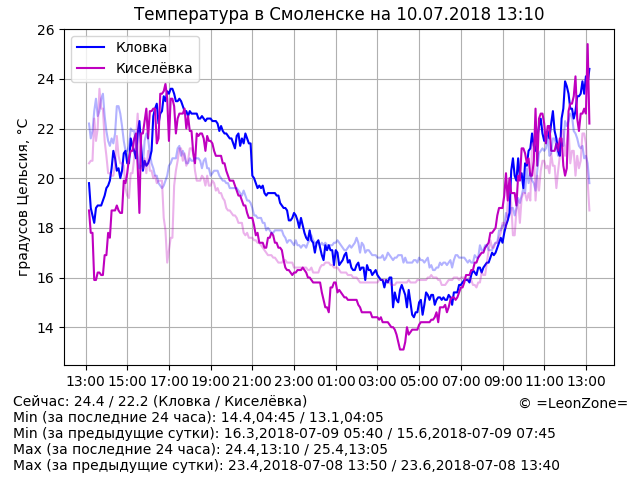 Температура в Смоленске на 10.07.2018 13:10
Кловка
Киселёвка
градусов Цельсия, °C
26
24
22
20
18
16
14
13:00 15:00 17:00 19:00 21:00 23:00 01:00 03:00 05:00 07:00 09:00 11:00 13:00
Сейчас: 24.4 / 22.2 (Кловка / Киселёвка)
© =LeonZone=
Min (за последние 24 часа): 14.4,04:45 / 13.1,04:05
Min (за предыдущие сутки): 16.3,2018-07-09 05:40 / 15.6,2018-07-09 07:45
Max (за последние 24 часа): 24.4,13:10 / 25.4,13:05
Max (за предыдущие сутки): 23.4,2018-07-08 13:50 / 23.6,2018-07-08 13:40